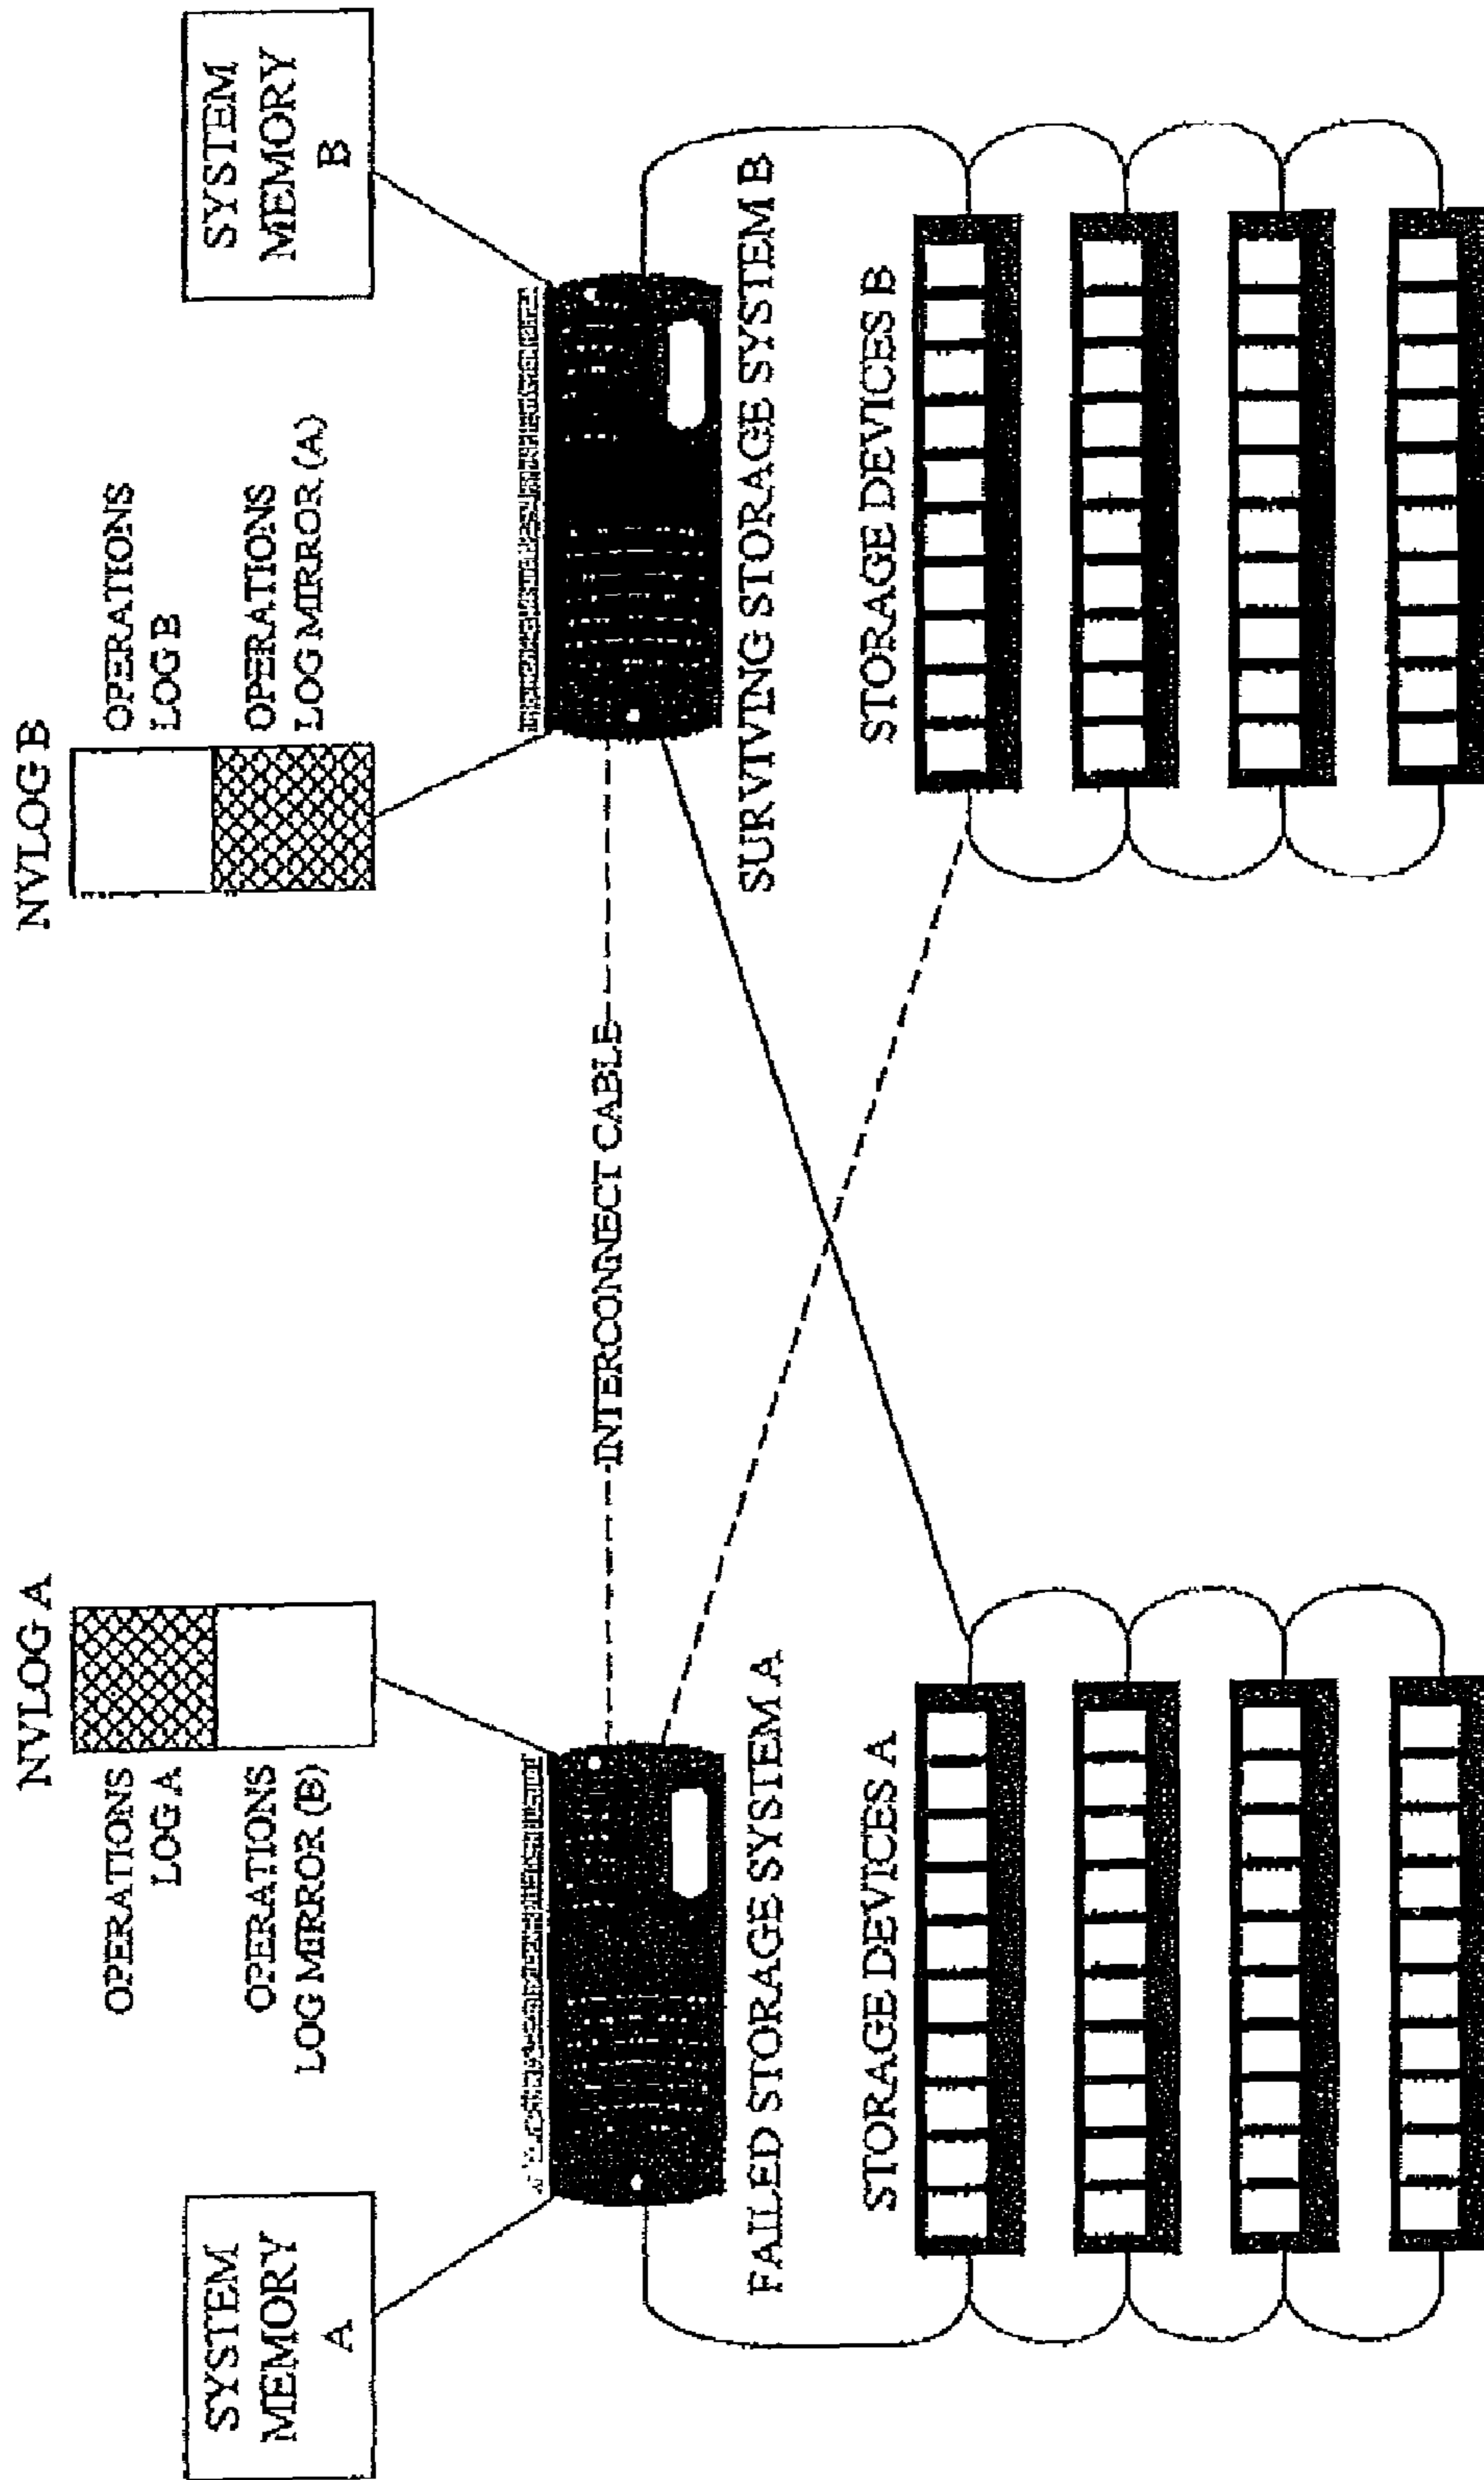 NVLOG A
NVLOG B
OPERATIONS
LOG A
OPERATIONS
LOG MIRROR (B)
OPERATIONS
LOG B
OPERATIONS
LOG MIRROR (A)
SYSTEM
MEMORY
A
SYSTEM
MEMORY
B
INTERCONNECT CABLE
FAILED STORAGE SYSTEM A
SURVIVING STORAGE SYSTEM B
STORAGE DEVICES A
STORAGE DEVICES B